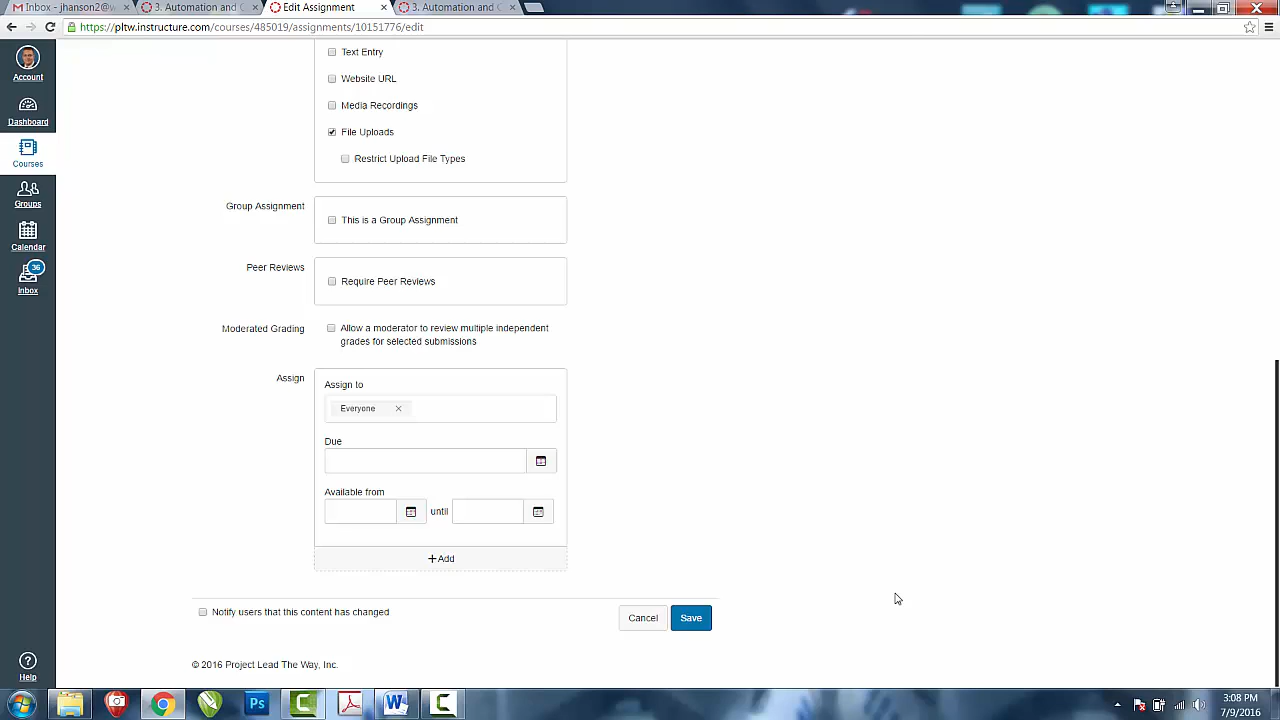 Inbox - jhanson2@
3. Automation and
Edit Assignment
3. Automation and
https://pltw.instructure.com/courses/485019/assignments/10151776/edit
Account
Dashboard
Courses
Groups
Calendar
36
Inbox
Help
Text Entry
Website URL
Media Recordings
File Uploads
Restrict Upload File Types
Group Assignment
This is a Group Assignment
Peer Reviews
Require Peer Reviews
Moderated Grading
Allow a moderator to review multiple independent
grades for selected submissions
Assign
Assign to
Everyone
Due
Available from
until
+Add
Notify users that this content has changed
Cancel
Save
© 2016 Project Lead The Way, Inc.
Ps
3:08 PM
7/9/2016